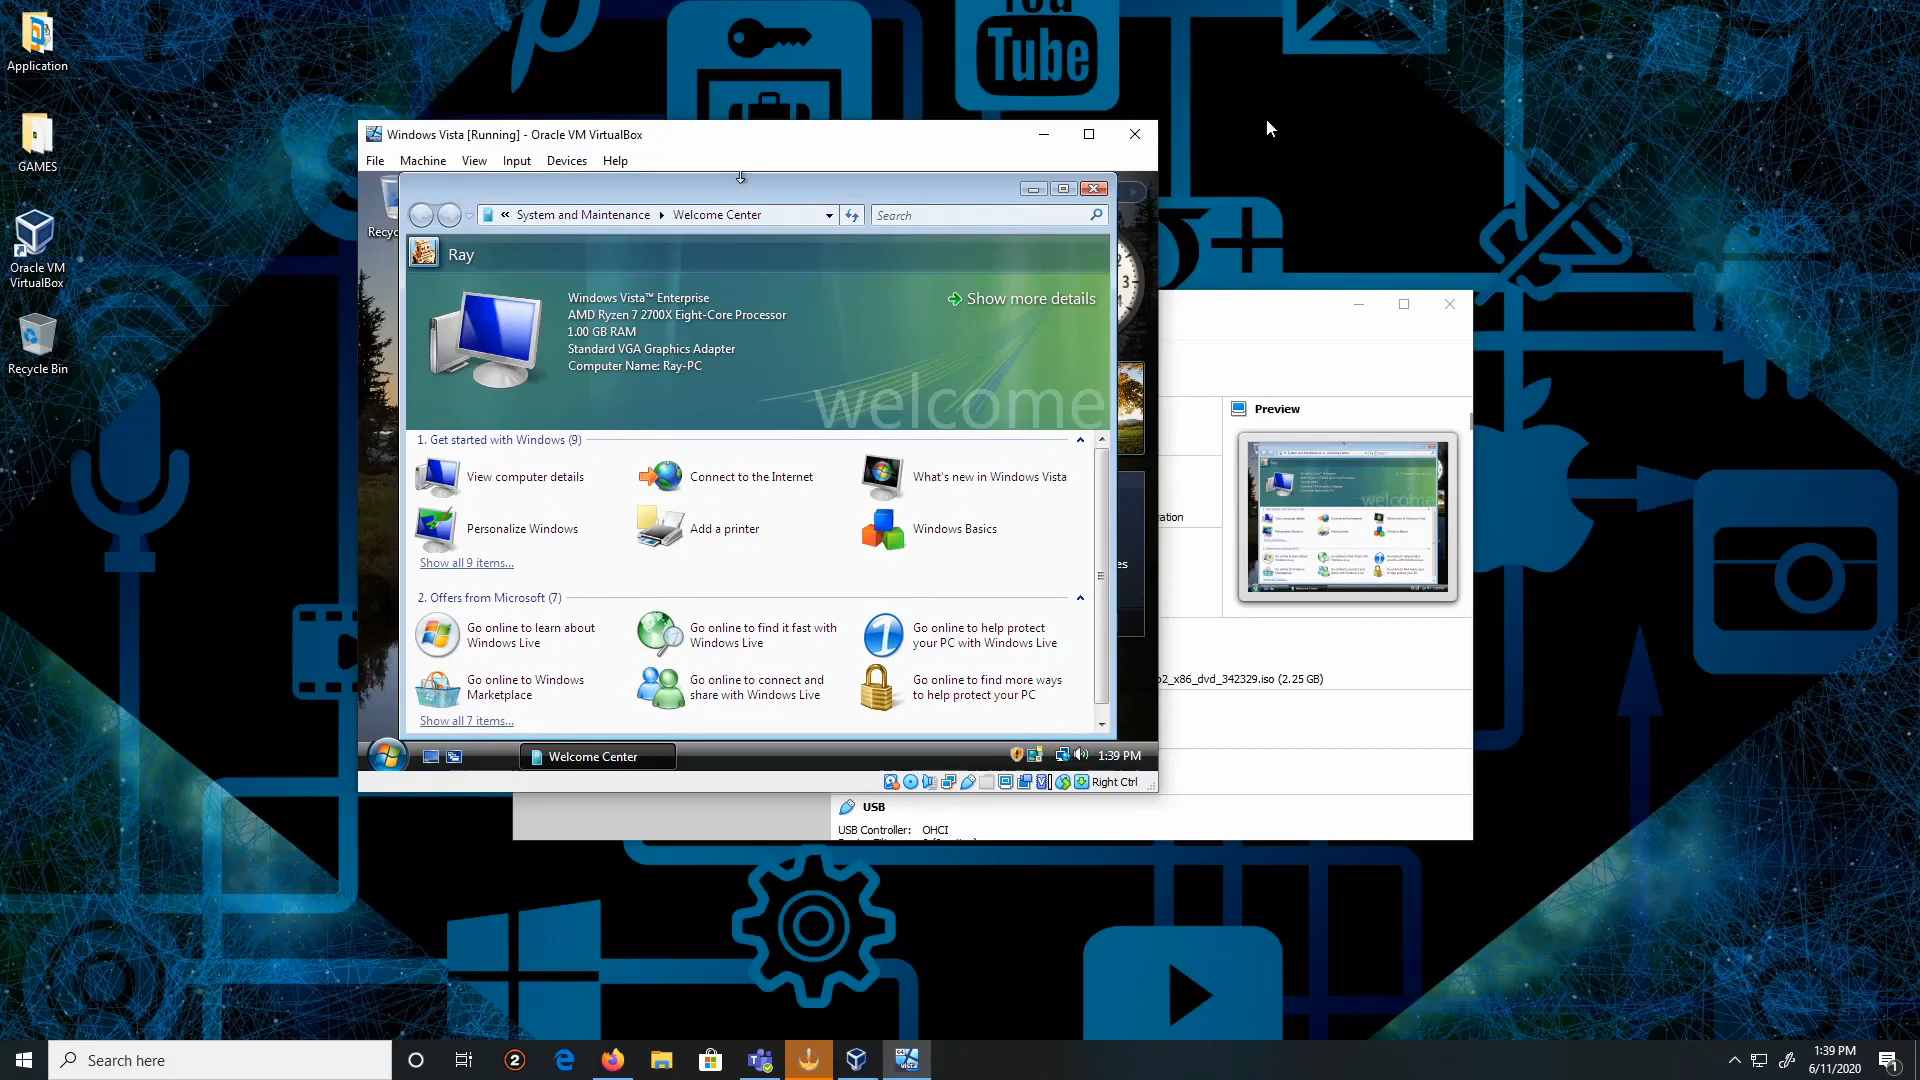 Application
GAMES
Oracle VM
VirtualBox
Recycle Bin
You
Tube
Windows Vista [Running] - Oracle VM VirtualBox
File Machine View Input Devices Help
Recyc
« System and Maintenance Welcome Center
Search
Ray
Windows Vista™ Enterprise
AMD Ryzen 7 2700X Eight-Core Processor
1.00 GB RAM
Standard VGA Graphics Adapter
Computer Name: Ray-PC
Show more details
welcome
1. Get started with Windows (9)
View computer details
Connect to the Internet
What's new in Windows Vista
Personalize Windows
Add a printer
Windows Basics
Show all 9 items...
2. Offers from Microsoft (7)
Go online to learn about
Windows Live
Go online to find it fast with
Windows Live
Go online to help protect
your PC with Windows Live
Go online to Windows
Marketplace
Go online to connect and
share with Windows Live
Go online to find more ways
to help protect your PC
Show all 7 items...
Welcome Center
1:39 PM
Right Ctrl
Preview
ation
es
o2_x86_dvd_342329.iso (2.25 GB)
USB
USB Controller: OHCI
Search here
1:39 PM
6/11/2020